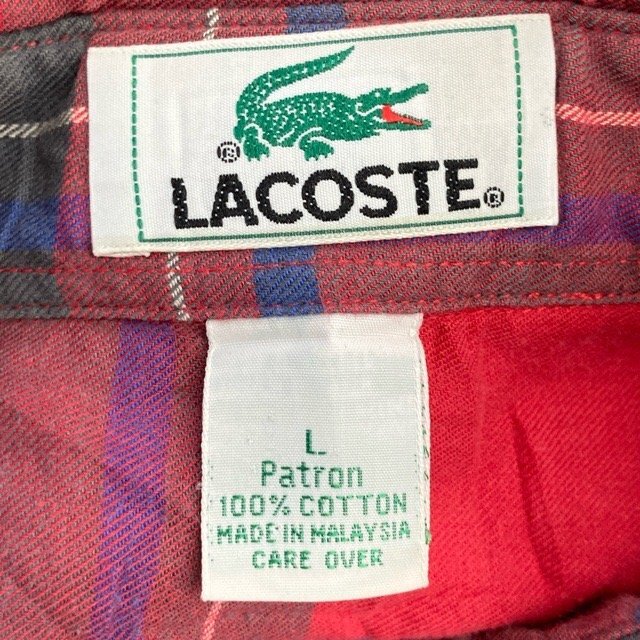 ®
LACOSTE®
L
Patron
100% COTTON
MADE IN MALAYSIA
CARE OVER